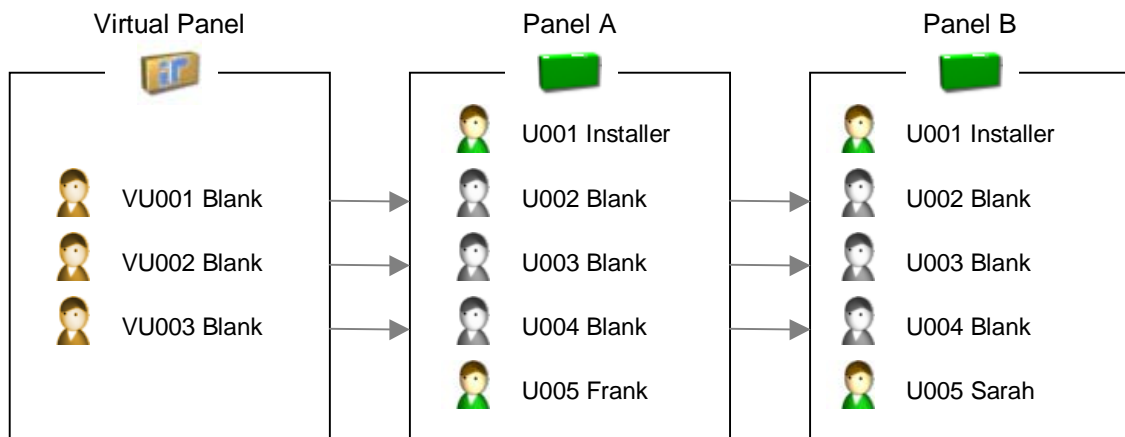 Virtual Panel
Panel A
Panel B
VU001 Blank
VU002 Blank
VU003 Blank
U001 Installer
U002 Blank
U003 Blank
U004 Blank
U005 Frank
U001 Installer
U002 Blank
U003 Blank
U004 Blank
U005 Sarah